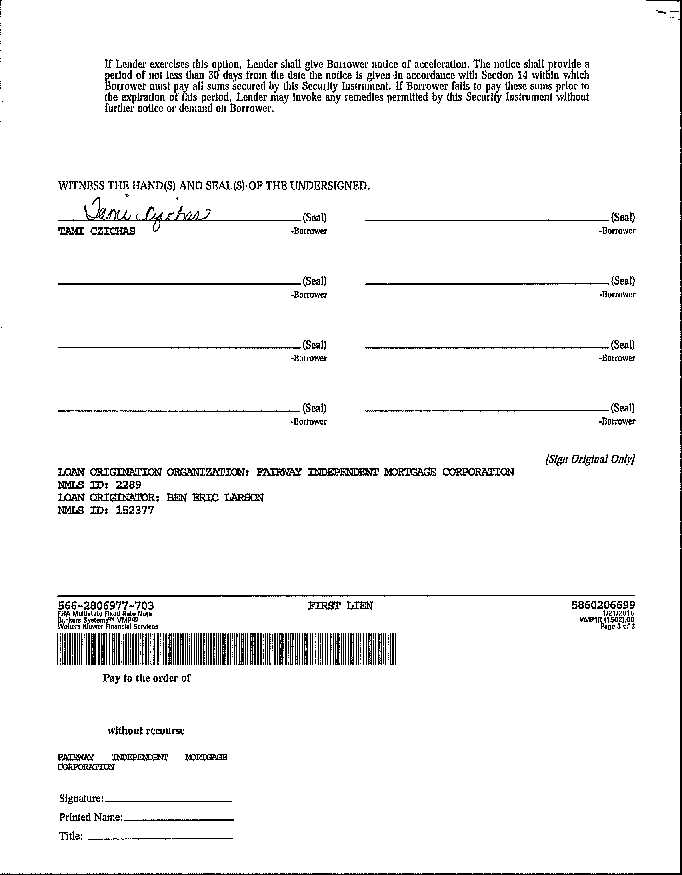 If Lender exercises this option, Lender shall give Borrower notice of acceleration. The notice shall provide a
period of not less than 30 days from the date the notice is given in accordance with Section 14 within which
Borrower must pay all sums secured by this Security Instrument. If Borrower fails to pay these sums prior to
the expiration of this period, Lender may invoke any remedies permitted by this Security Instrument without
further notice or demand on Borrower.
WITNESS THE HAND(S) AND SEAL(S) OF THE UNDERSIGNED.
Tami Czichas (Seal) (Seal)
TAMI CZICHAS -Borrower -Borrower
(Seal) (Seal)
-Borrower -Borrower
(Seal) (Seal)
-Borrower -Borrower
(Seal) (Seal)
-Borrower -Borrower
[Sign Original Only]
LOAN ORIGINATION ORGANIZATION: FAIRWAY INDEPENDENT MORTGAGE CORPORATION
NMLS ID: 2289
LOAN ORIGINATOR: BEN ERIC LARSON
NMLS ID: 152377
566-2806977-703 FIRST LIEN 5860206699
FHA Multistate Fixed Rate Note 1/21/2015
Bankers Systems™ VMP® VMP1R (1502).00
Wolters Kluwer Financial Services Page 3 of 3
Pay to the order of
without recourse
FAIRWAY INDEPENDENT MORTGAGE
CORPORATION
Signature:
Printed Name:
Title: